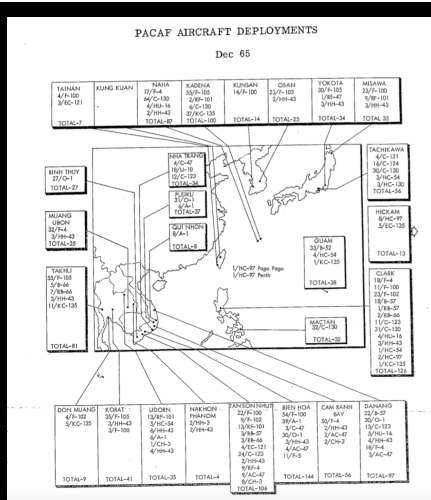 PACAF AIRCRAFT DEPLOYMENTS
Dec 65
TAINAN
4/F-100
3/EC-121
TOTAL-7
KUNG KUAN
NAHA
17/F-4
64/C-130
4/HU-16
2/HH-43
TOTAL-87
KADENA
55/F-105
2/RF-101
6/C-130
37/KC-135
TOTAL-100
KUNSAN
14/F-100
TOTAL-14
OSAN
23/F-105
2/HH-43
TOTAL-25
YOKOTA
30/F-105
1/RS-47
3/HH-43
TOTAL-34
MISAWA
23/F-100
9/RF-101
3/HH-43
TOTAL 35
TACHIKAWA
4/C-121
16/C-124
30/C-130
3/HC-54
3/HC-130
TOTAL-56
HICKAM
8/HC-97
5/EC-135
TOTAL-13
CLARK
18/F-4
11/F-100
23/F-102
18/B-57
1/RB-57
2/RB-66
11/C-123
31/C-130
4/HU-16
3/HH-43
1/HC-54
2/HC-97
1/KC-135
TOTAL-126
BINH THUY
27/O-1
TOTAL-27
MUANG
UBON
32/F-4
3/HH-43
TOTAL-35
TAKHLI
55/F-105
5/B-66
7/RB-66
3/HH-43
11/KC-135
TOTAL-81
NHA TRANG
4/C-47
18/U-10
12/C-123
TOTAL-34
PLEIKU
31/O-1
6/A-1
TOTAL-37
QUI NHON
8/A-1
TOTAL-8
1/HC-97 Pago Pago
1/HC-97 Perth
GUAM
33/B-52
4/HC-54
1/KC-135
TOTAL-38
MACTAN
32/C-130
TOTAL-32
DON MUANG
4/F-102
5/KC-135
TOTAL-9
KORAT
35/F-105
3/HH-43
3/F-100
TOTAL-41
UDORN
13/RF-101
5/HC-54
6/HH-43
6/A-1
1/CH-3
4/HH-43
TOTAL-35
NAKHON
PHANOM
2/HH-3
2/HH-43
TOTAL-4
TAN SON NHUT
22/F-100
9/F-102
13/RF-101
3/RB-57
3/RB-66
4/EC-121
24/C-123
2/HH-43
9/RF-4
9/AC-47
8/CH-3
TOTAL-106
BIEN HOA
54/F-100
39/A-1
3/C-47
30/O-1
3/HH-43
4/AC-47
11/F-5
TOTAL-144
CAM RANH
BAY
50/F-4
2/HH-43
2/AC-47
2/CH-3
TOTAL-56
DANANG
22/B-57
30/O-1
13/C-123
5/HU-16
4/HH-43
18/F-4
5/AC-47
TOTAL-97